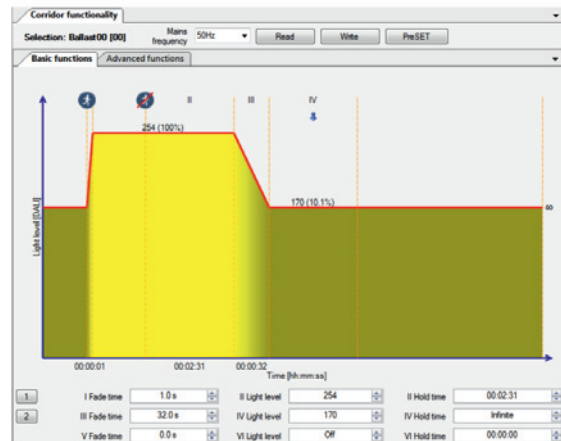 Corridor functionality
Selection: Ballast00 [00] Mains frequency 50Hz Read Write PreSET
Basic functions Advanced functions
II III IV
254 (100%)
170 (10.1%)
Light level [DALI]
00:00:01 00:02:31 00:00:32
Time [hh:mm:ss]
1 I Fade time 1.0 s II Light level 254 II Hold time 00:02:31
2 III Fade time 32.0 s IV Light level 170 IV Hold time Infinite
V Fade time 0.0 s VI Light level Off VI Hold time 00:00:00